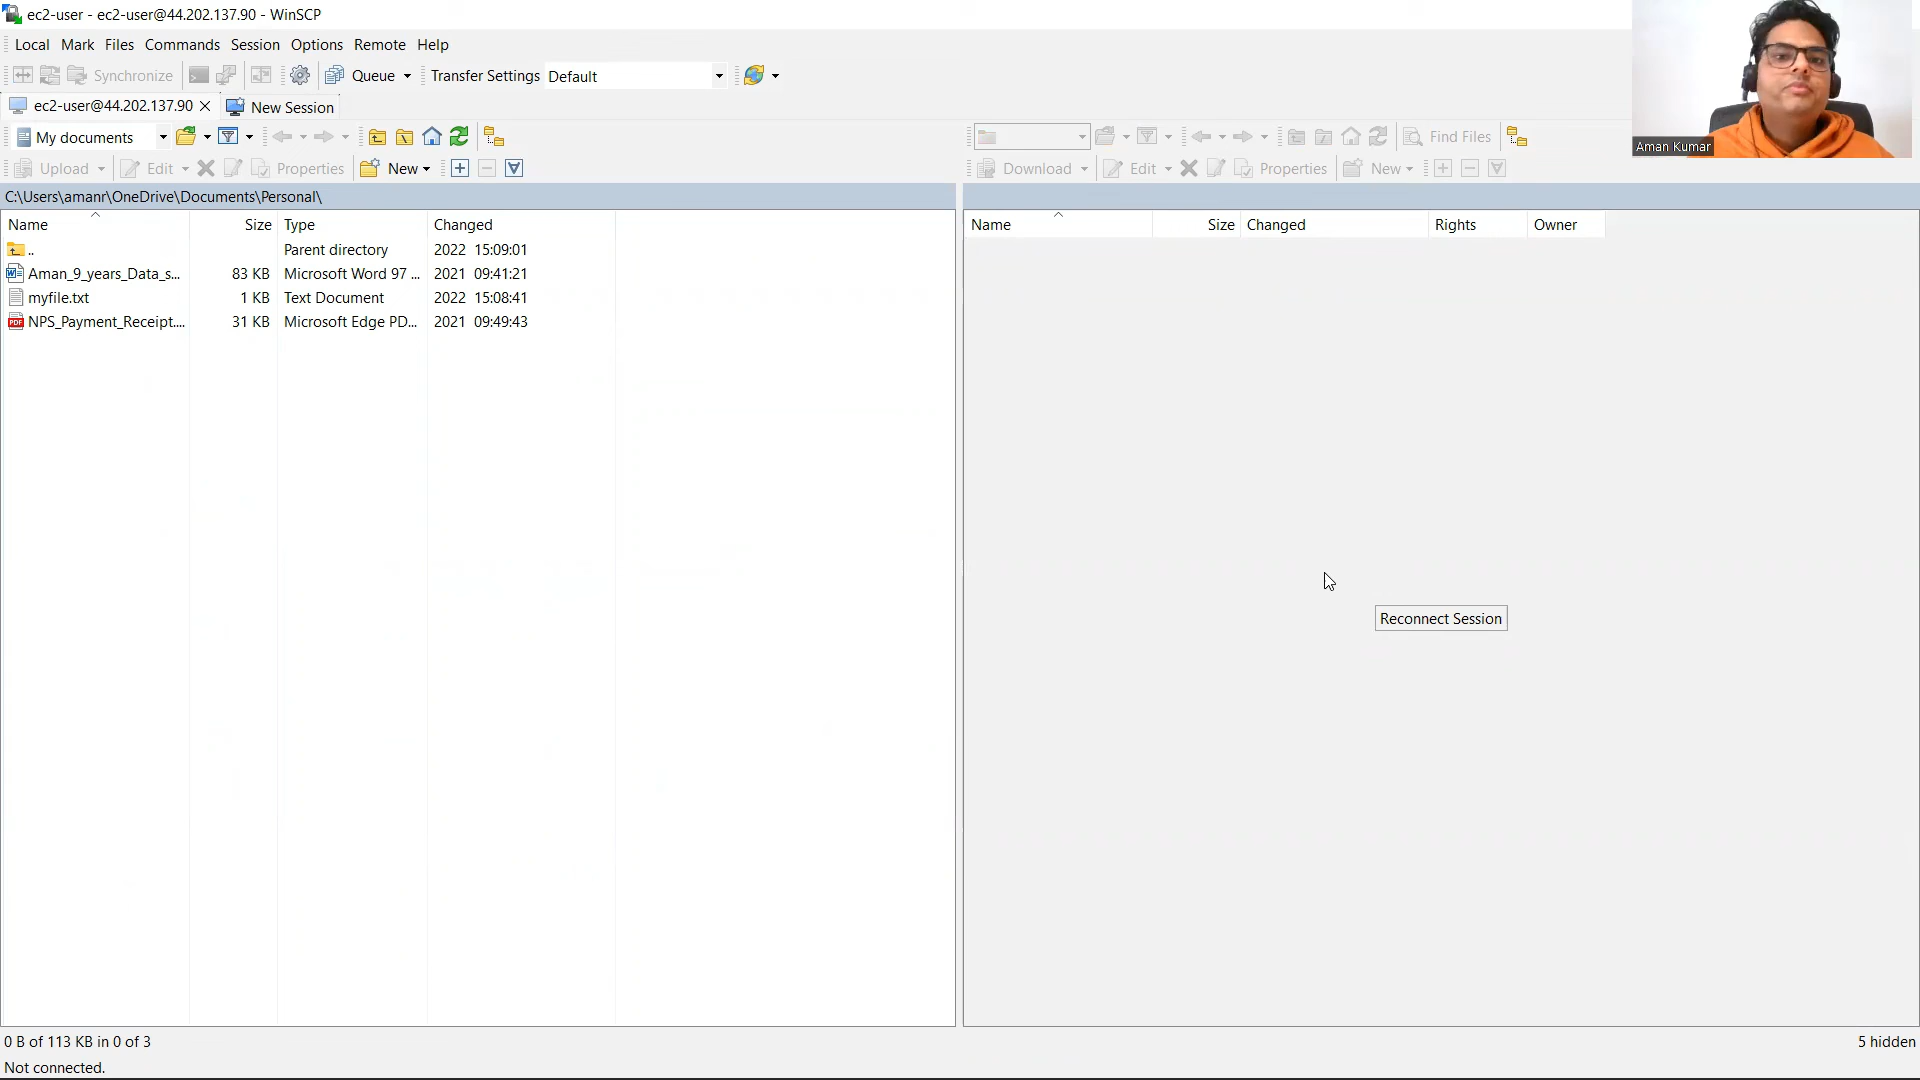 ec2-user - ec2-user@44.202.137.90 - WinSCP
Local Mark Files Commands Session Options Remote Help
Synchronize Queue Transfer Settings Default
ec2-user@44.202.137.90 New Session
My documents Find Files
Upload Edit Properties New Download Edit Properties New
C:\Users\amanr\OneDrive\Documents\Personal\
Name Size Type Changed Name Size Changed Rights Owner
.. Parent directory 2022 15:09:01
Aman_9_years_Data_s... 83 KB Microsoft Word 97 ... 2021 09:41:21
myfile.txt 1 KB Text Document 2022 15:08:41
PDF NPS_Payment_Receipt.... 31 KB Microsoft Edge PD... 2021 09:49:43
Reconnect Session
0 B of 113 KB in 0 of 3 5 hidden
Not connected.
Aman Kumar